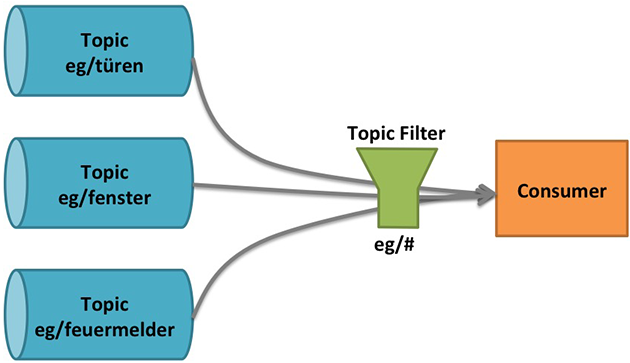 Topic
eg/türen
Topic
eg/fenster
Topic
eg/feuermelder
Topic Filter
eg/#
Consumer